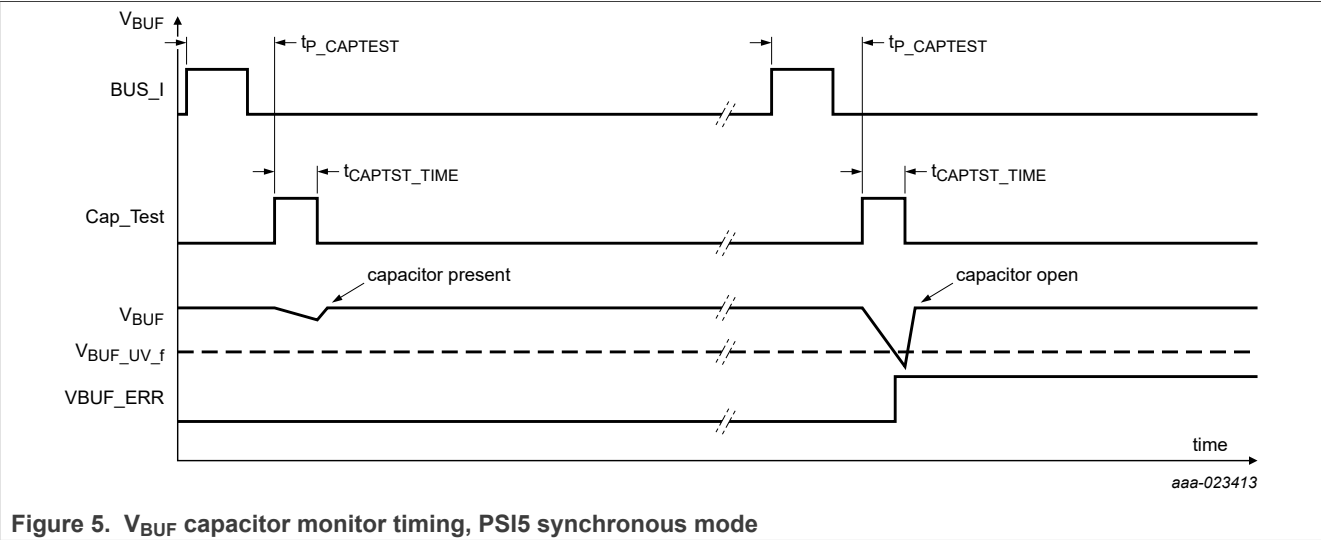 VBUF
tP_CAPTEST tP_CAPTEST
BUS_I
tCAPTST_TIME tCAPTST_TIME
Cap_Test
capacitor present capacitor open
VBUF
VBUF_UV_f
VBUF_ERR
time
aaa-023413
Figure 5. VBUF capacitor monitor timing, PSI5 synchronous mode